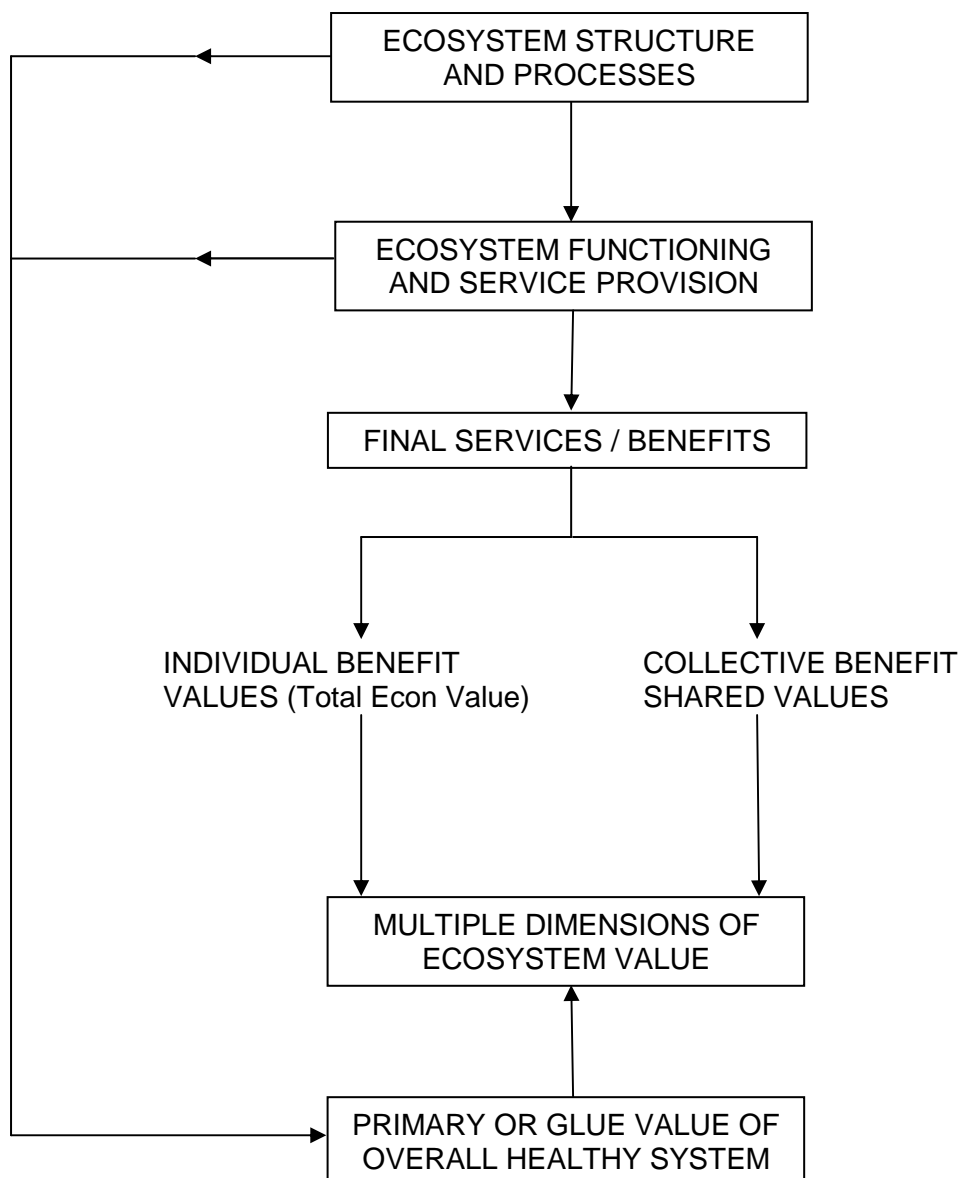 ECOSYSTEM STRUCTURE
AND PROCESSES
ECOSYSTEM FUNCTIONING
AND SERVICE PROVISION
FINAL SERVICES / BENEFITS
INDIVIDUAL BENEFIT
VALUES (Total Econ Value)
COLLECTIVE BENEFIT
SHARED VALUES
MULTIPLE DIMENSIONS OF
ECOSYSTEM VALUE
PRIMARY OR GLUE VALUE OF
OVERALL HEALTHY SYSTEM